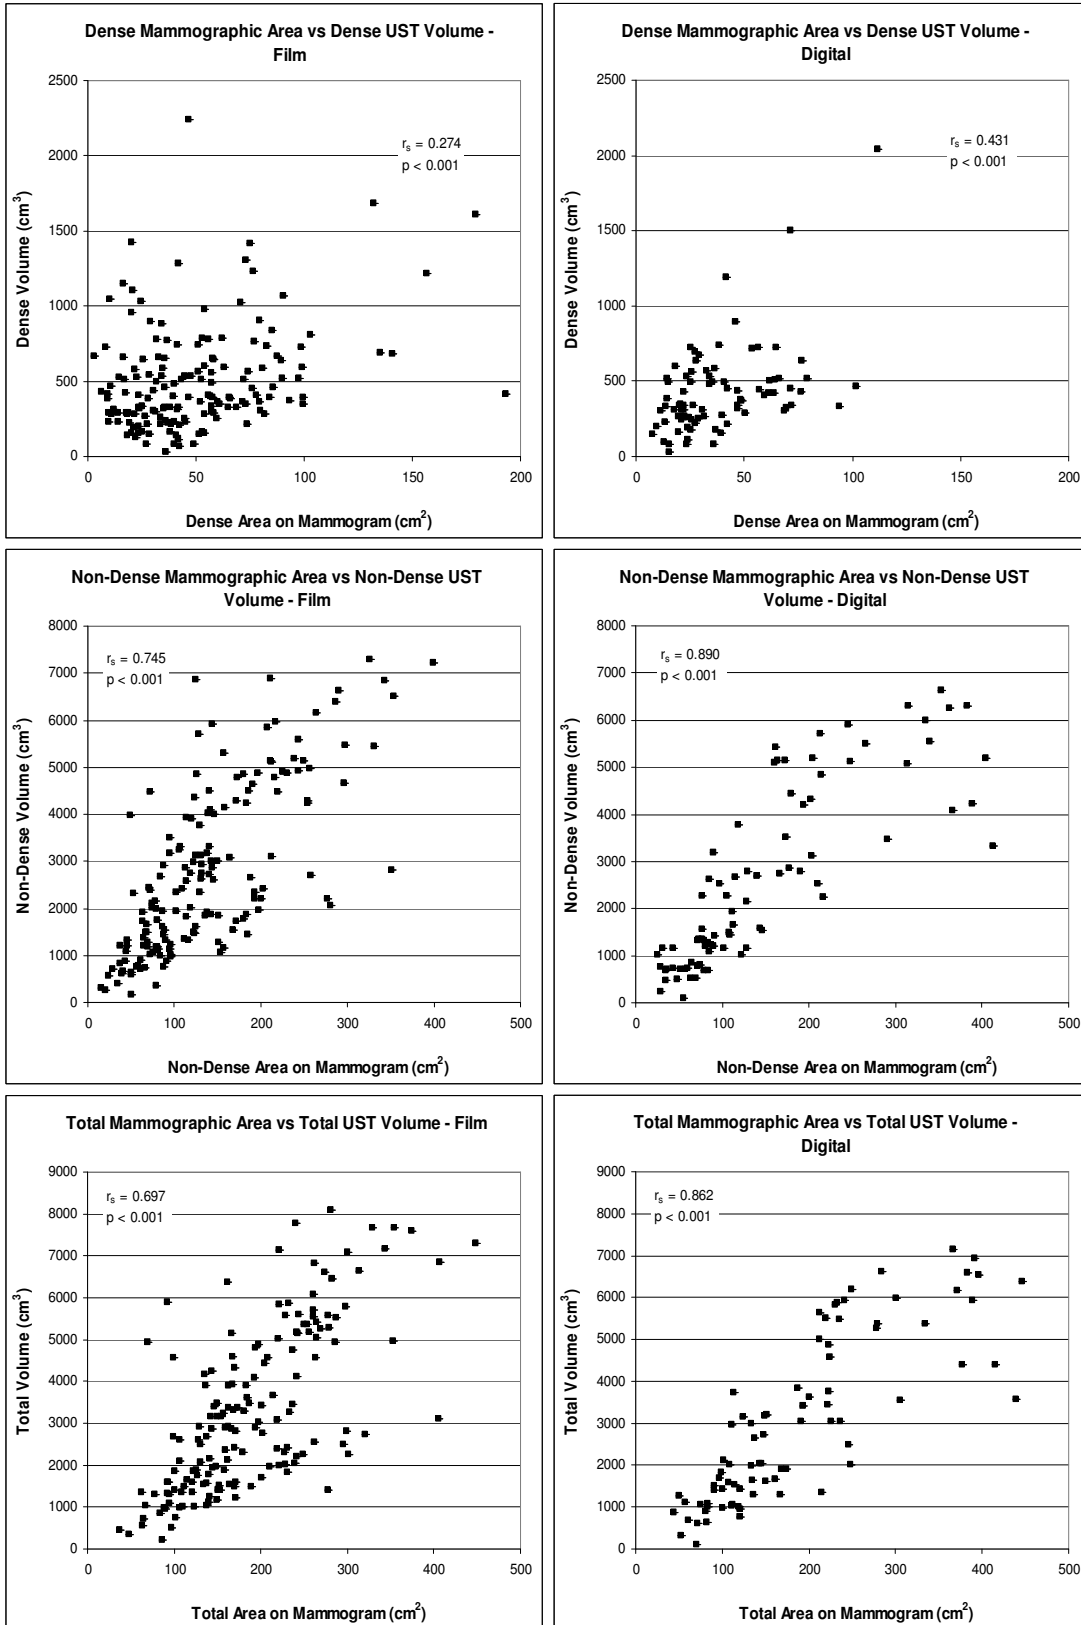 Dense Mammographic Area vs Dense UST Volume -
Film
2500
2000
1500
1000
500
0
0 50 100 150 200
r_s = 0.274
p < 0.001
Dense Volume (cm³)
Dense Area on Mammogram (cm²)
Dense Mammographic Area vs Dense UST Volume -
Digital
2500
2000
1500
1000
500
0
0 50 100 150 200
r_s = 0.431
p < 0.001
Dense Volume (cm³)
Dense Area on Mammogram (cm²)
Non-Dense Mammographic Area vs Non-Dense UST
Volume - Film
8000
7000
6000
5000
4000
3000
2000
1000
0
0 100 200 300 400 500
r_s = 0.745
p < 0.001
Non-Dense Volume (cm³)
Non-Dense Area on Mammogram (cm²)
Non-Dense Mammographic Area vs Non-Dense UST
Volume - Digital
8000
7000
6000
5000
4000
3000
2000
1000
0
0 100 200 300 400 500
r_s = 0.890
p < 0.001
Non-Dense Volume (cm³)
Non-Dense Area on Mammogram (cm²)
Total Mammographic Area vs Total UST Volume - Film
9000
8000
7000
6000
5000
4000
3000
2000
1000
0
0 100 200 300 400 500
r_s = 0.697
p < 0.001
Total Volume (cm³)
Total Area on Mammogram (cm²)
Total Mammographic Area vs Total UST Volume -
Digital
9000
8000
7000
6000
5000
4000
3000
2000
1000
0
0 100 200 300 400 500
r_s = 0.862
p < 0.001
Total Volume (cm³)
Total Area on Mammogram (cm²)